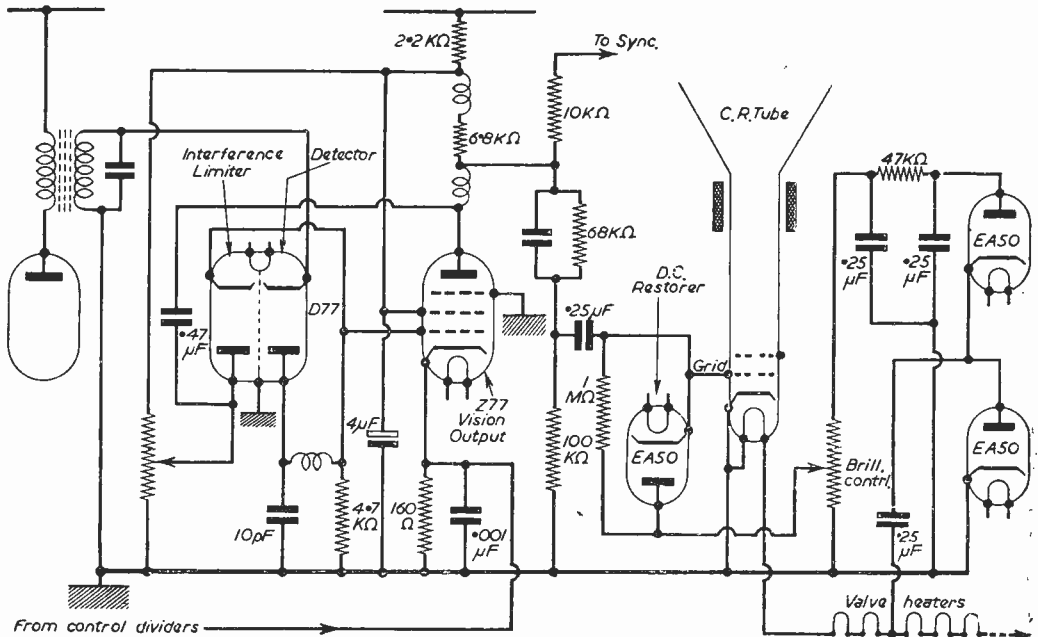 2·2KΩ
To Sync.
10KΩ
C.R. Tube
6·8KΩ
47KΩ
Interference
Limiter
Detector
EA50
68KΩ
·25
µF
·25
µF
D.C.
Restorer
D77
·47
µF
·25µF
Grid
1
MΩ
Z77
Vision
Output
4µF
100
KΩ
EA50
EA50
Brill.
contrl.
10pF
4·7
KΩ
160
Ω
·001
µF
·25
µF
Valve heaters
From control dividers